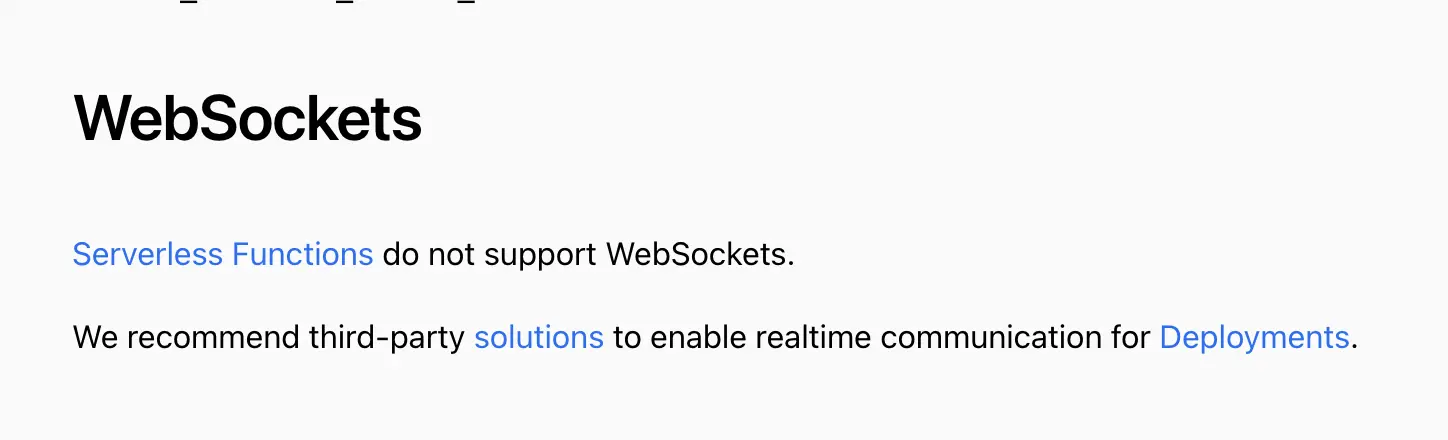 WebSockets
Serverless Functions do not support WebSockets.
We recommend third-party solutions to enable realtime communication for Deployments.